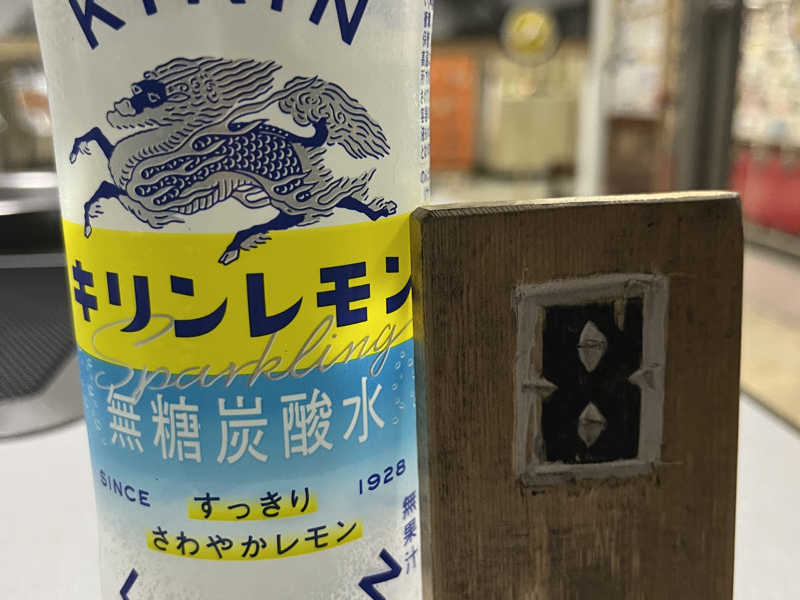 KIRIN
キリンレモン
Sparkling
無糖炭酸水
SINCE 1928
すっきり
さわやかレモン
無果汁
8